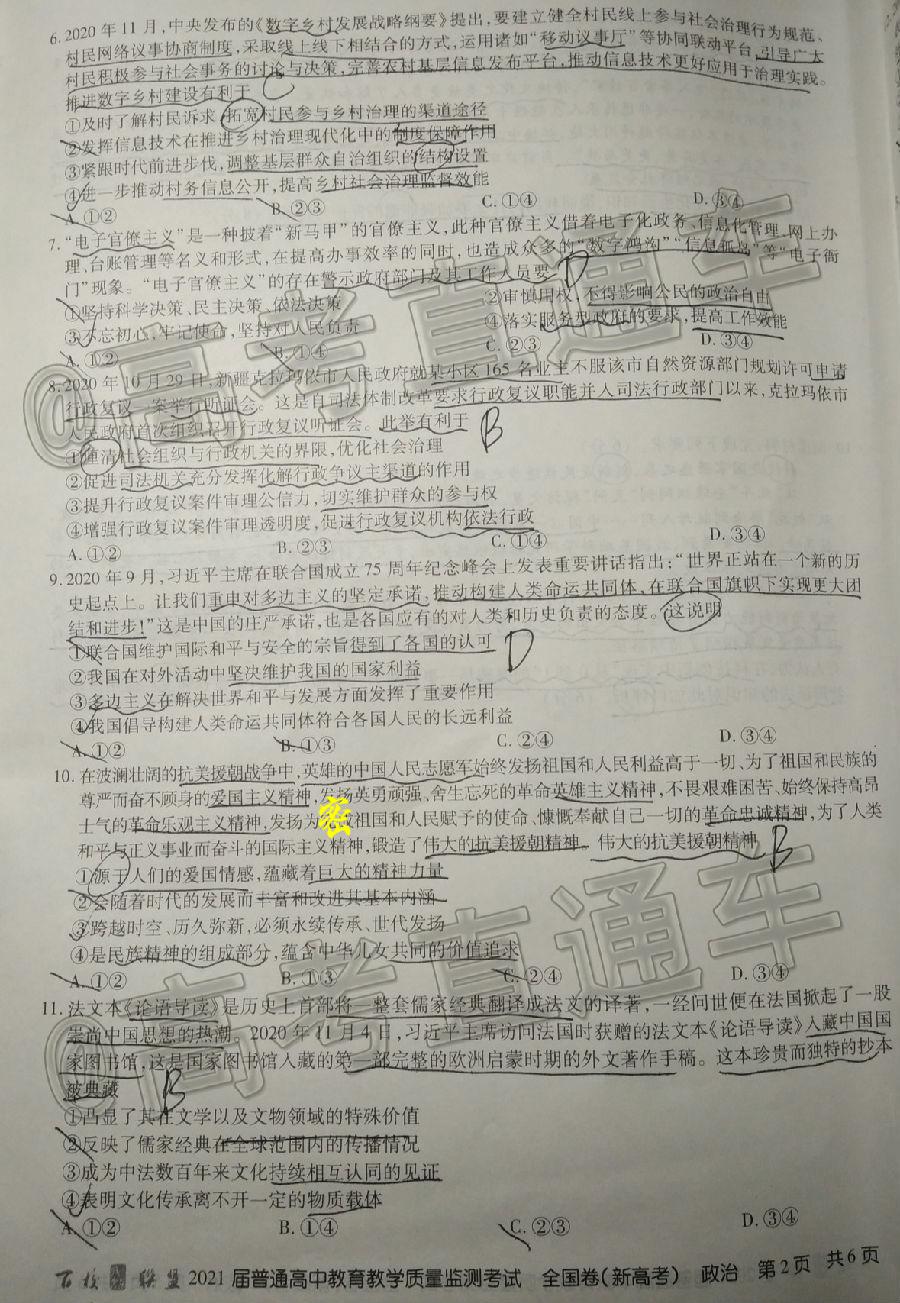 6. 2020年11月,中央发布的《数字乡村发展战略纲要》提出,要建立健全村民线上参与社会治理行为规范、
村民网络议事协商制度,采取线上线下相结合的方式,运用诸如“移动议事厅”等协同联动平台,引导广大
村民积极参与社会事务的讨论与决策,完善农村基层信息发布平台,推动信息技术更好应用于治理实践。
推进数字乡村建设有利于 C
①及时了解村民诉求,拓宽村民参与乡村治理的渠道途径
②发挥信息技术在推进乡村治理现代化中的制度保障作用
③紧跟时代前进步伐,调整基层群众自治组织的结构设置
④进一步推动村务信息公开,提高乡村社会治理监督效能
A. ①② B. ②③ C. ①④ D. ③④
7. “电子官僚主义”是一种披着“新马甲”的官僚主义,此种官僚主义借着电子化政务、信息化管理、网上办
理,台账管理等名义和形式,在提高办事效率的同时,也造成众多的“数字鸿沟”“信息孤岛”等“电子衙
门”现象。“电子官僚主义”的存在警示政府部门及其工作人员要 D
①坚持科学决策、民主决策、依法决策 ②审慎用权,不得影响公民的政治自由
③不忘初心,牢记使命,坚持对人民负责 ④落实服务型政府的要求,提高工作效能
A. ①② B. ①④ C. ②③ D. ③④
8. 2020年10月29日,新疆克拉玛依市人民政府就某小区165名业主不服该市自然资源部门规划许可申请
行政复议一案举行听证会。这是自司法体制改革要求行政复议职能并入司法行政部门以来,克拉玛依市
人民政府首次组织召开行政复议听证会。此举有利于 B
①厘清社会组织与行政机关的界限,优化社会治理
②促进司法机关充分发挥化解行政争议主渠道的作用
③提升行政复议案件审理公信力,切实维护群众的参与权
④增强行政复议案件审理透明度,促进行政复议机构依法行政
A. ①② B. ②③ C. ①④ D. ③④
9. 2020年9月,习近平主席在联合国成立75周年纪念峰会上发表重要讲话指出:“世界正站在一个新的历
史起点上。让我们重申对多边主义的坚定承诺,推动构建人类命运共同体,在联合国旗帜下实现更大团
结和进步!”这是中国的庄严承诺,也是各国应有的对人类和历史负责的态度。这说明
①联合国维护国际和平与安全的宗旨得到了各国的认可 D
②我国在对外活动中坚决维护我国的国家利益
③多边主义在解决世界和平与发展方面发挥了重要作用
④我国倡导构建人类命运共同体符合各国人民的长远利益
A. ①② B. ①③ C. ②④ D. ③④
10. 在波澜壮阔的抗美援朝战争中,英雄的中国人民志愿军始终发扬祖国和人民利益高于一切、为了祖国和民族的
尊严而奋不顾身的爱国主义精神,发扬英勇顽强、舍生忘死的革命英雄主义精神,不畏艰难困苦、始终保持高昂
士气的革命乐观主义精神,发扬为密祖国和人民赋予的使命、慷慨奉献自己一切的革命忠诚精神,为了人类
和平与正义事业而奋斗的国际主义精神,锻造了伟大的抗美援朝精神。伟大的抗美援朝精神 B
①源于人们的爱国情感,蕴藏着巨大的精神力量
②会随着时代的发展而丰富和改进其基本内涵
③跨越时空、历久弥新,必须永续传承、世代发扬
④是民族精神的组成部分,蕴含中华儿女共同的价值追求
A. ①② B. ①③ C. ②④ D. ③④
11. 法文本《论语导读》是历史上首部将一整套儒家经典翻译成法文的译著,一经问世便在法国掀起了一股
崇尚中国思想的热潮。2020年11月4日,习近平主席访问法国时获赠的法文本《论语导读》入藏中国国
家图书馆,这是国家图书馆入藏的第一部完整的欧洲启蒙时期的外文著作手稿。这本珍贵而独特的抄本
被典藏 B
①凸显了其在文学以及文物领域的特殊价值
②反映了儒家经典在全球范围内的传播情况
③成为中法数百年来文化持续相互认同的见证
④表明文化传承离不开一定的物质载体
A. ①② B. ①④ C. ②③ D. ③④
百校联盟2021届普通高中教育教学质量监测考试 全国卷(新高考) 政治 第2页 共6页
@高考直通车
@高考直通车